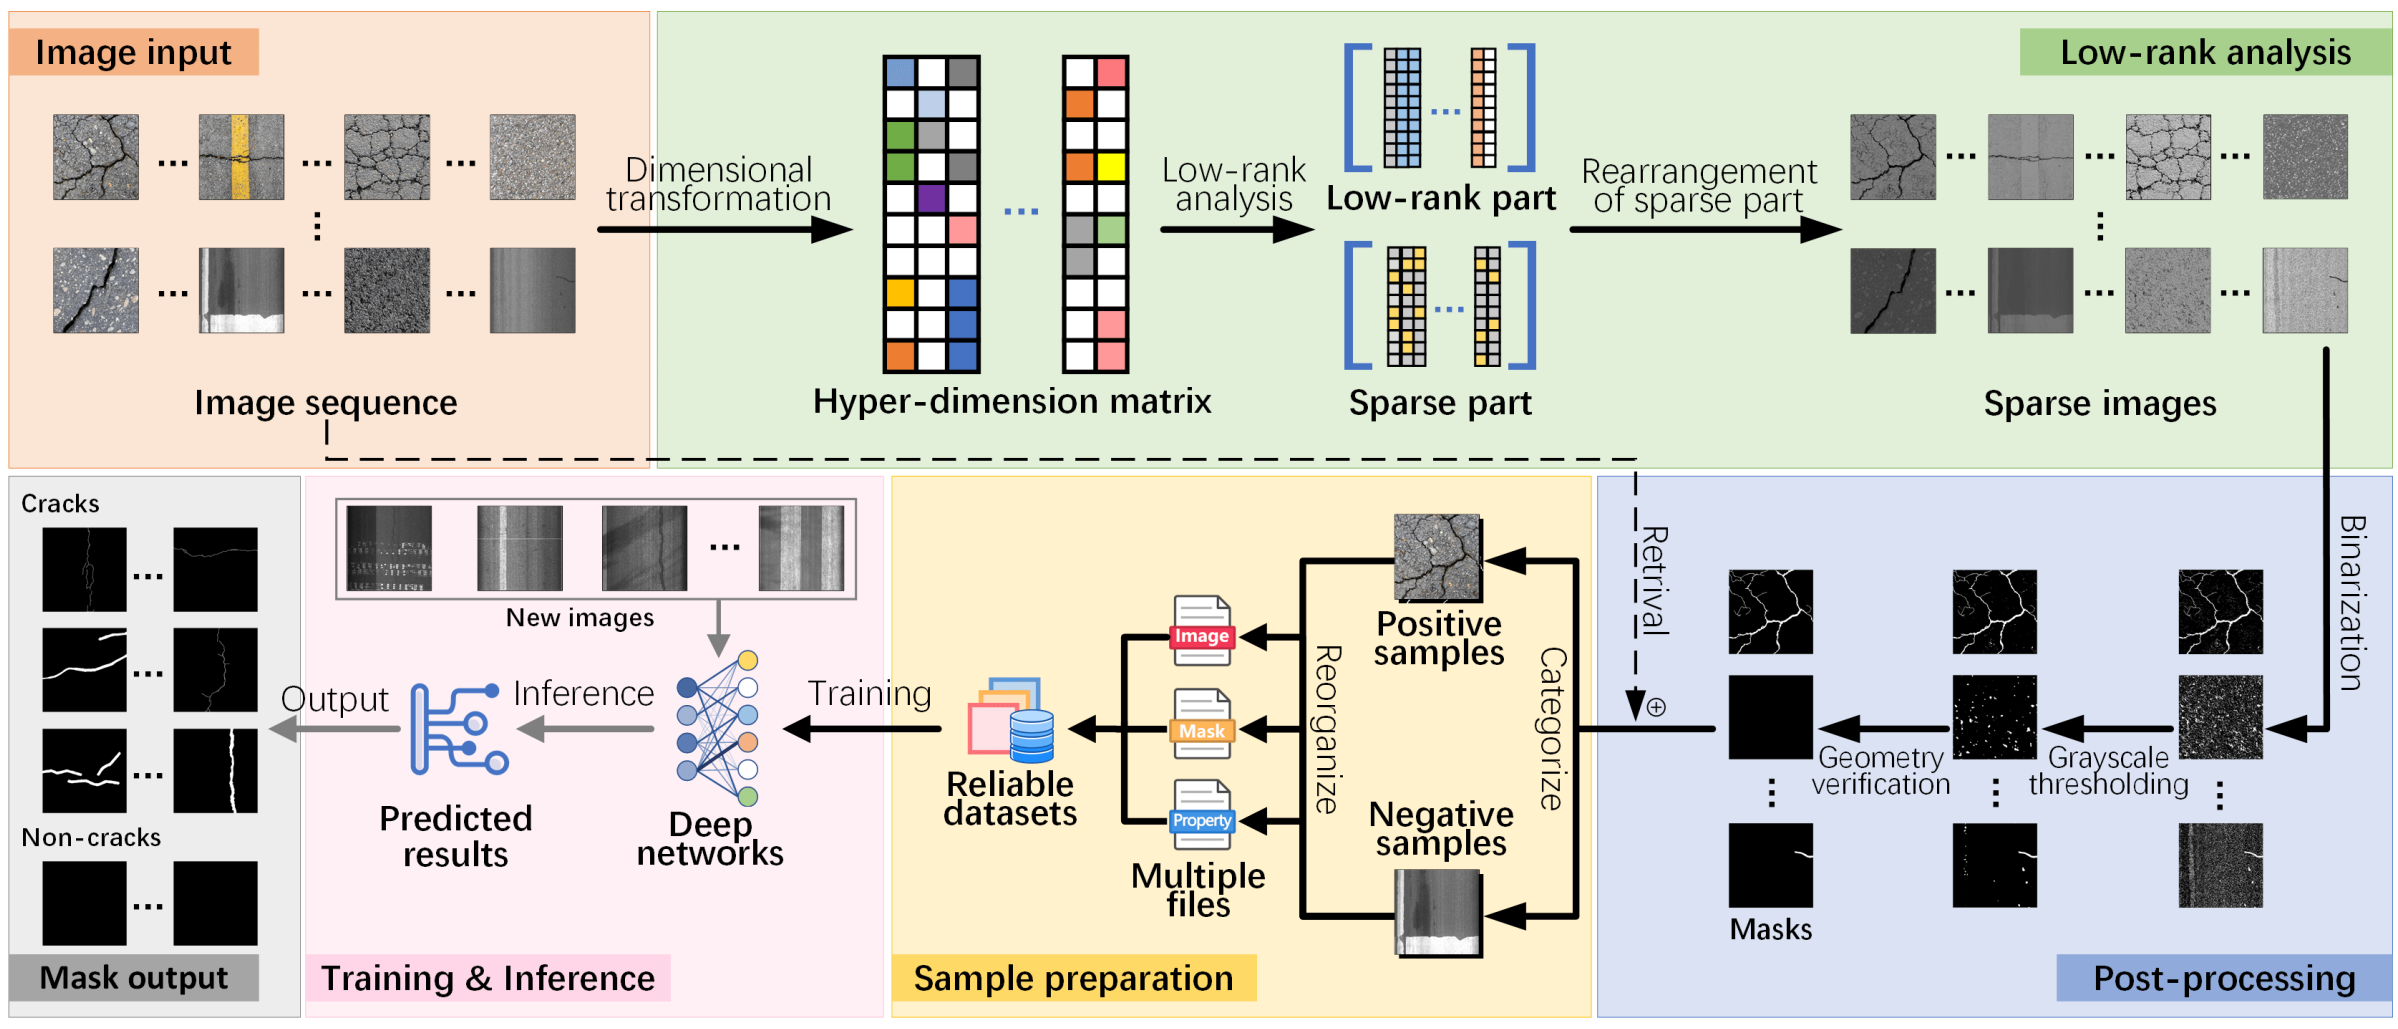 Image input
Low-rank analysis
Dimensional
transformation
Low-rank
analysis
Low-rank part
Rearrangement
of sparse part
Image sequence
Hyper-dimension matrix
Sparse part
Sparse images
Cracks
Non-cracks
Mask output
New images
Output
Inference
Training
Predicted
results
Deep
networks
Training & Inference
Reliable
datasets
Image
Mask
Property
Multiple
files
Reorganize
Positive
samples
Negative
samples
Categorize
Sample preparation
Retrival
Binarization
Geometry
verification
Grayscale
thresholding
Masks
Post-processing